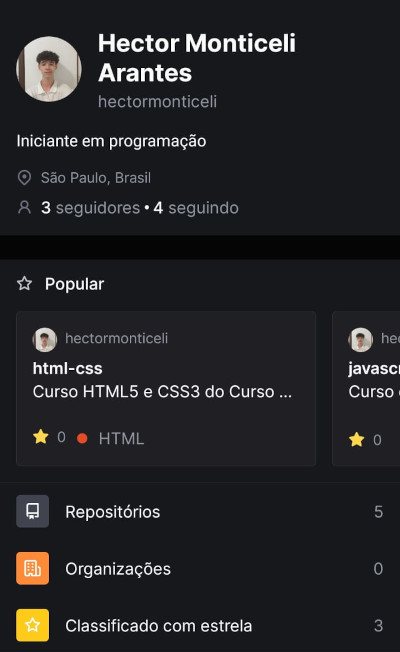 Hector Monticeli
Arantes
hectormonticeli
Iniciante em programação
São Paulo, Brasil
3 seguidores • 4 seguindo
Popular
hectormonticeli
html-css
Curso HTML5 e CSS3 do Curso ...
0 HTML
hec
javasc
Curso
0
Repositórios 5
Organizações 0
Classificado com estrela 3